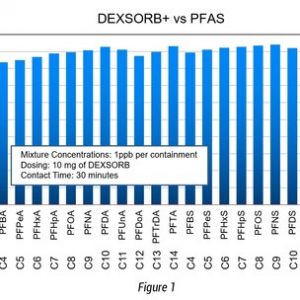 DEXSORB+ vs PFAS
Mixture Concentrations: 1ppb per containment
Dosing: 10 mg of DEXSORB
Contact Time: 30 minutes
PFBA
PFPeA
PFHxA
PFHpA
PFOA
PFNA
PFDA
PFUnA
PFDoA
PFTrDA
PFTA
PFBS
PFPeS
PFHxS
PFHpS
PFOS
PFNS
PFDS
C4
C5
C6
C7
C8
C9
C10
C11
C12
C13
C14
C4
C5
C6
C7
C8
C9
C10
Figure 1